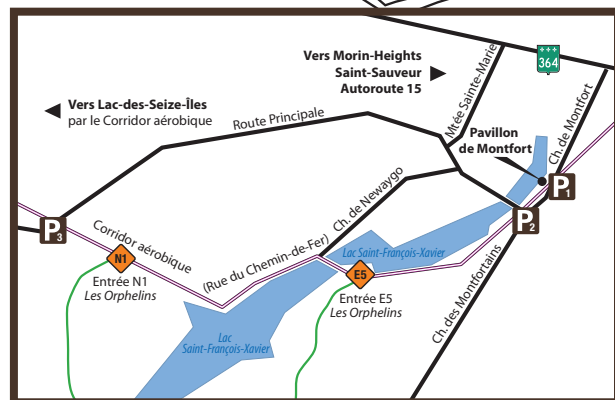 +++
364
Vers Morin-Heights
Saint-Sauveur
Autoroute 15
Mtée Sainte-Marie
Vers Lac-des-Seize-Îles
par le Corridor aérobique
Route Principale
Pavillon
de Montfort
Ch. de Montfort
P1
P2
P3
Ch. de Newaygo
Corridor aérobique
(Rue du Chemin-de-Fer)
Lac Saint-François-Xavier
N1
Entrée N1
Les Orphelins
E5
Entrée E5
Les Orphelins
Ch. des Montfortains
Lac
Saint-François-Xavier